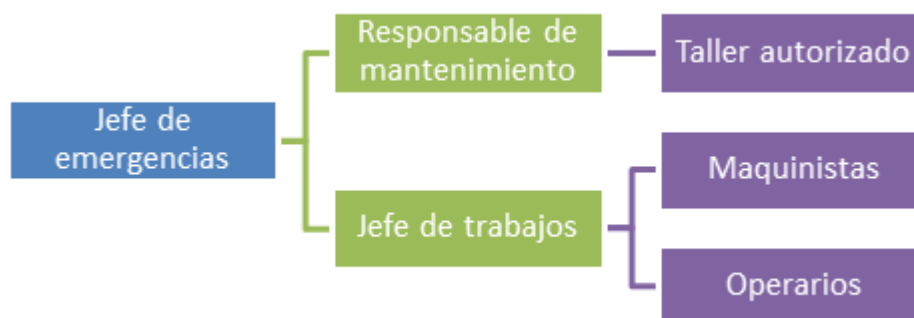 Jefe de
emergencias
Responsable de
mantenimiento
Taller autorizado
Jefe de trabajos
Maquinistas
Operarios